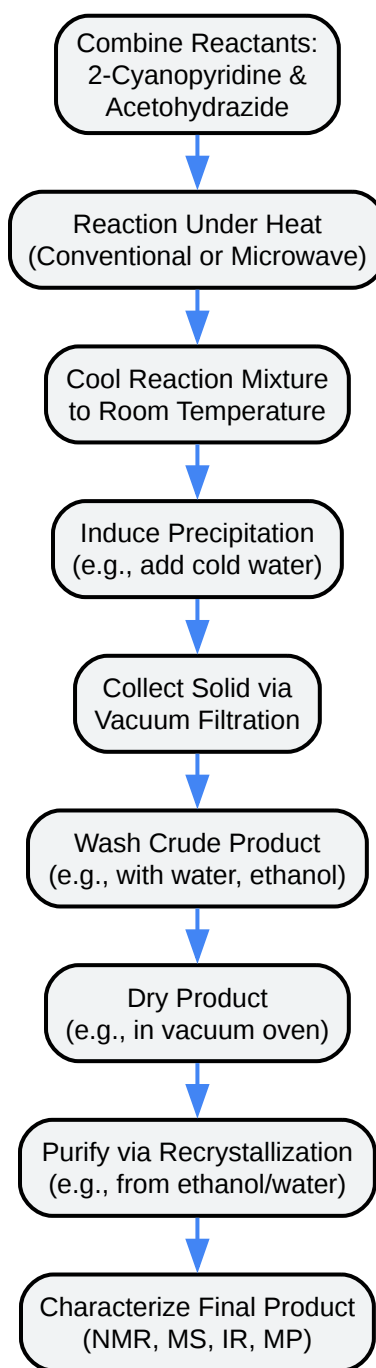 Combine Reactants:
2-Cyanopyridine &
Acetohydrazide
Reaction Under Heat
(Conventional or Microwave)
Cool Reaction Mixture
to Room Temperature
Induce Precipitation
(e.g., add cold water)
Collect Solid via
Vacuum Filtration
Wash Crude Product
(e.g., with water, ethanol)
Dry Product
(e.g., in vacuum oven)
Purify via Recrystallization
(e.g., from ethanol/water)
Characterize Final Product
(NMR, MS, IR, MP)